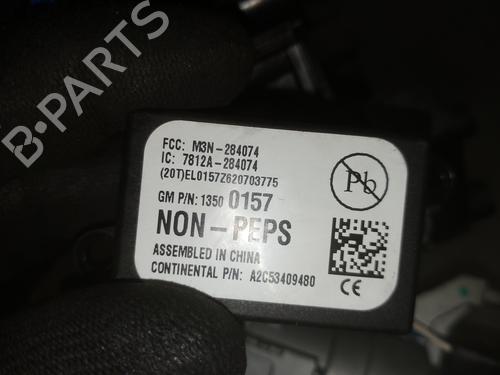 B-PARTS
FCC: M3N-284074
IC: 7812A-284074
(20T)EL0157Z620703775
GM P/N: 1350 0157
NON-PEPS
ASSEMBLED IN CHINA
CONTINENTAL P/N: A2C53409480
Pb
CE